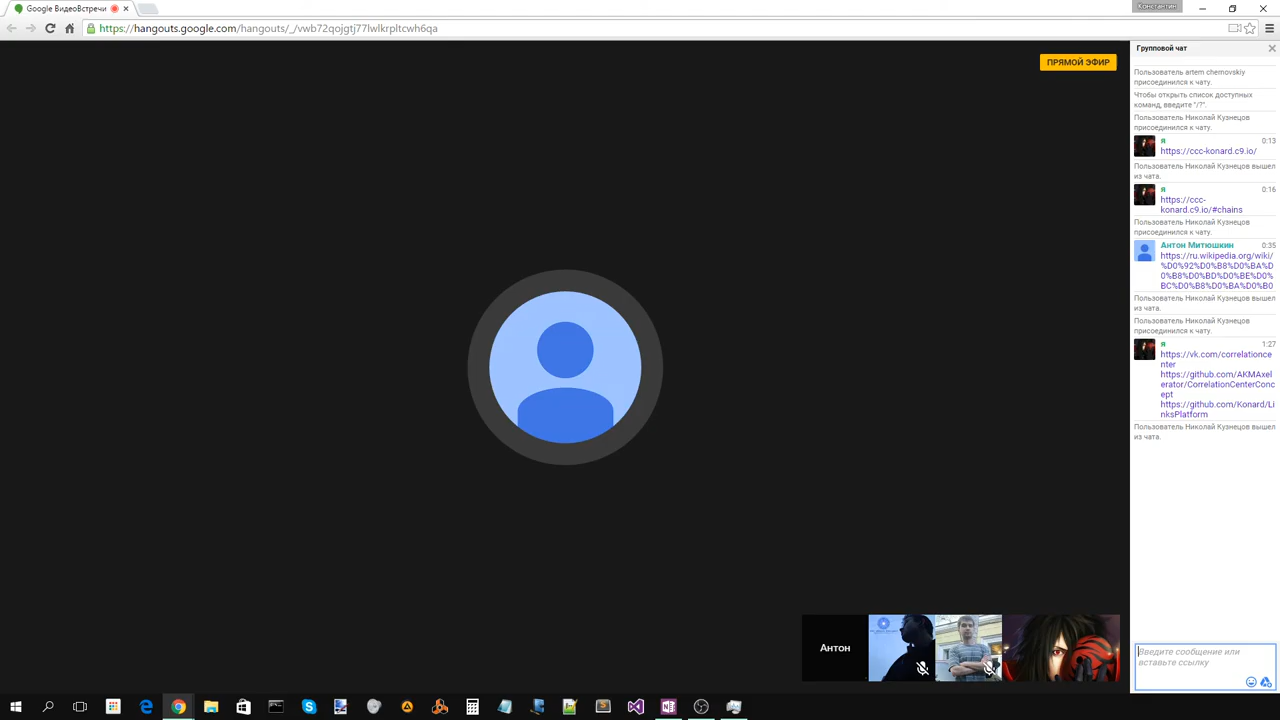 Google ВидеоВстречи
Константин
https://hangouts.google.com/hangouts/_/vwb72qojgtj77lwlkrpltcwh6qa
ПРЯМОЙ ЭФИР
Групповой чат
Пользователь artem chernovskiy
присоединился к чату.
Чтобы открыть список доступных
команд, введите "/?".
Пользователь Николай Кузнецов
присоединился к чату.
я 0:13
https://ccc-konard.c9.io/
Пользователь Николай Кузнецов вышел
из чата.
я 0:16
https://ccc-
konard.c9.io/#chains
Пользователь Николай Кузнецов
присоединился к чату.
Антон Митюшкин 0:35
https://ru.wikipedia.org/wiki/
%D0%92%D0%B8%D0%BA%D
0%B8%D0%BD%D0%BE%D0%
BC%D0%B8%D0%BA%D0%B0
Пользователь Николай Кузнецов вышел
из чата.
Пользователь Николай Кузнецов
присоединился к чату.
я 1:27
https://vk.com/correlationce
nter
https://github.com/AKMAxel
erator/CorrelationCenterConc
ept
https://github.com/Konard/Li
nksPlatform
Пользователь Николай Кузнецов вышел
из чата.
Антон
Введите сообщение или
вставьте ссылку